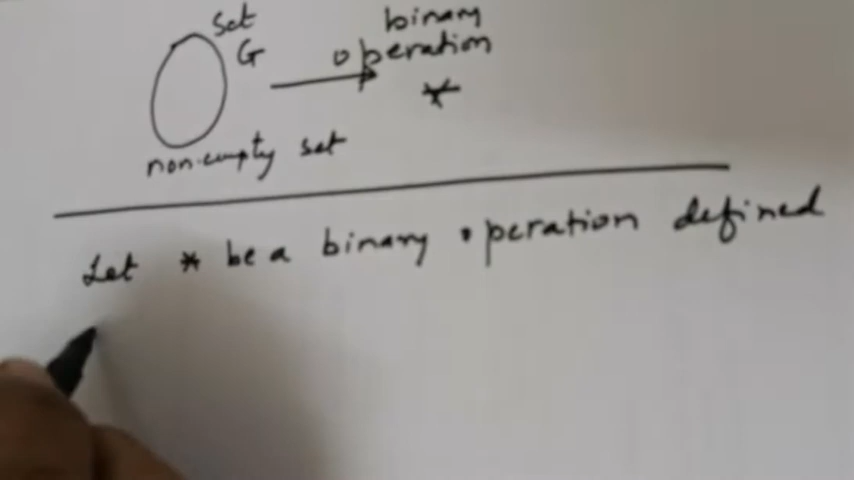 set
G
binary
operation
*
non-empty set
Let * be a binary operation defined